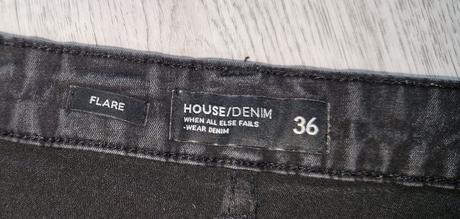 FLARE
HOUSE/DENIM
WHEN ALL ELSE FAILS
-WEAR DENIM
36